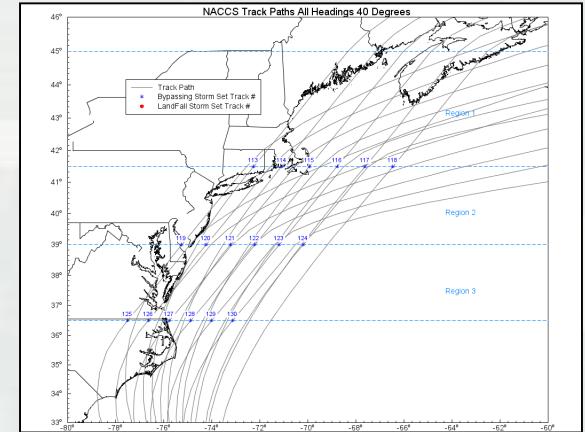 NACCS Track Paths All Headings 40 Degrees
46°
45°
44°
Track Path
Bypassing Storm Set Track #
LandFall Storm Set Track #
43°
Region 1
42°
113 114 115 116 117 118
41°
40°
Region 2
39°
119 120 121 122 123 124
38°
37°
Region 3
125 126 127 128 129 130
36°
35°
34°
33°
-80° -78° -76° -74° -72° -70° -68° -66° -64° -62° -60°